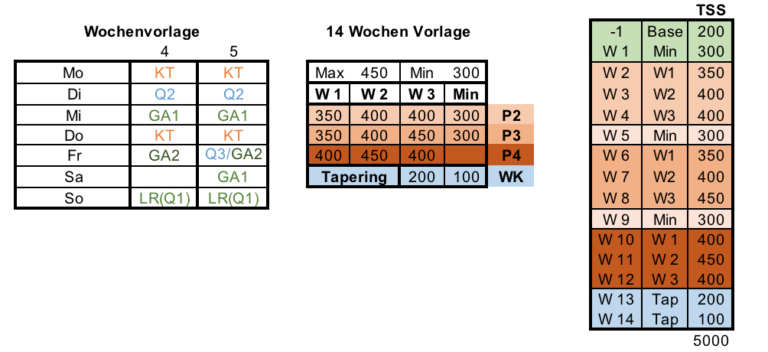 Wochenvorlage
4 5
Mo KT KT
Di Q2 Q2
Mi GA1 GA1
Do KT KT
Fr GA2 Q3/GA2
Sa GA1
So LR(Q1) LR(Q1)
14 Wochen Vorlage
Max 450 Min 300
W 1 W 2 W 3 Min
350 400 400 300 P2
350 400 450 300 P3
400 450 400 P4
Tapering 200 100 WK
TSS
-1 Base 200
W 1 Min 300
W 2 W1 350
W 3 W2 400
W 4 W3 400
W 5 Min 300
W 6 W1 350
W 7 W2 400
W 8 W3 450
W 9 Min 300
W 10 W 1 400
W 11 W 2 450
W 12 W 3 400
W 13 Tap 200
W 14 Tap 100
5000